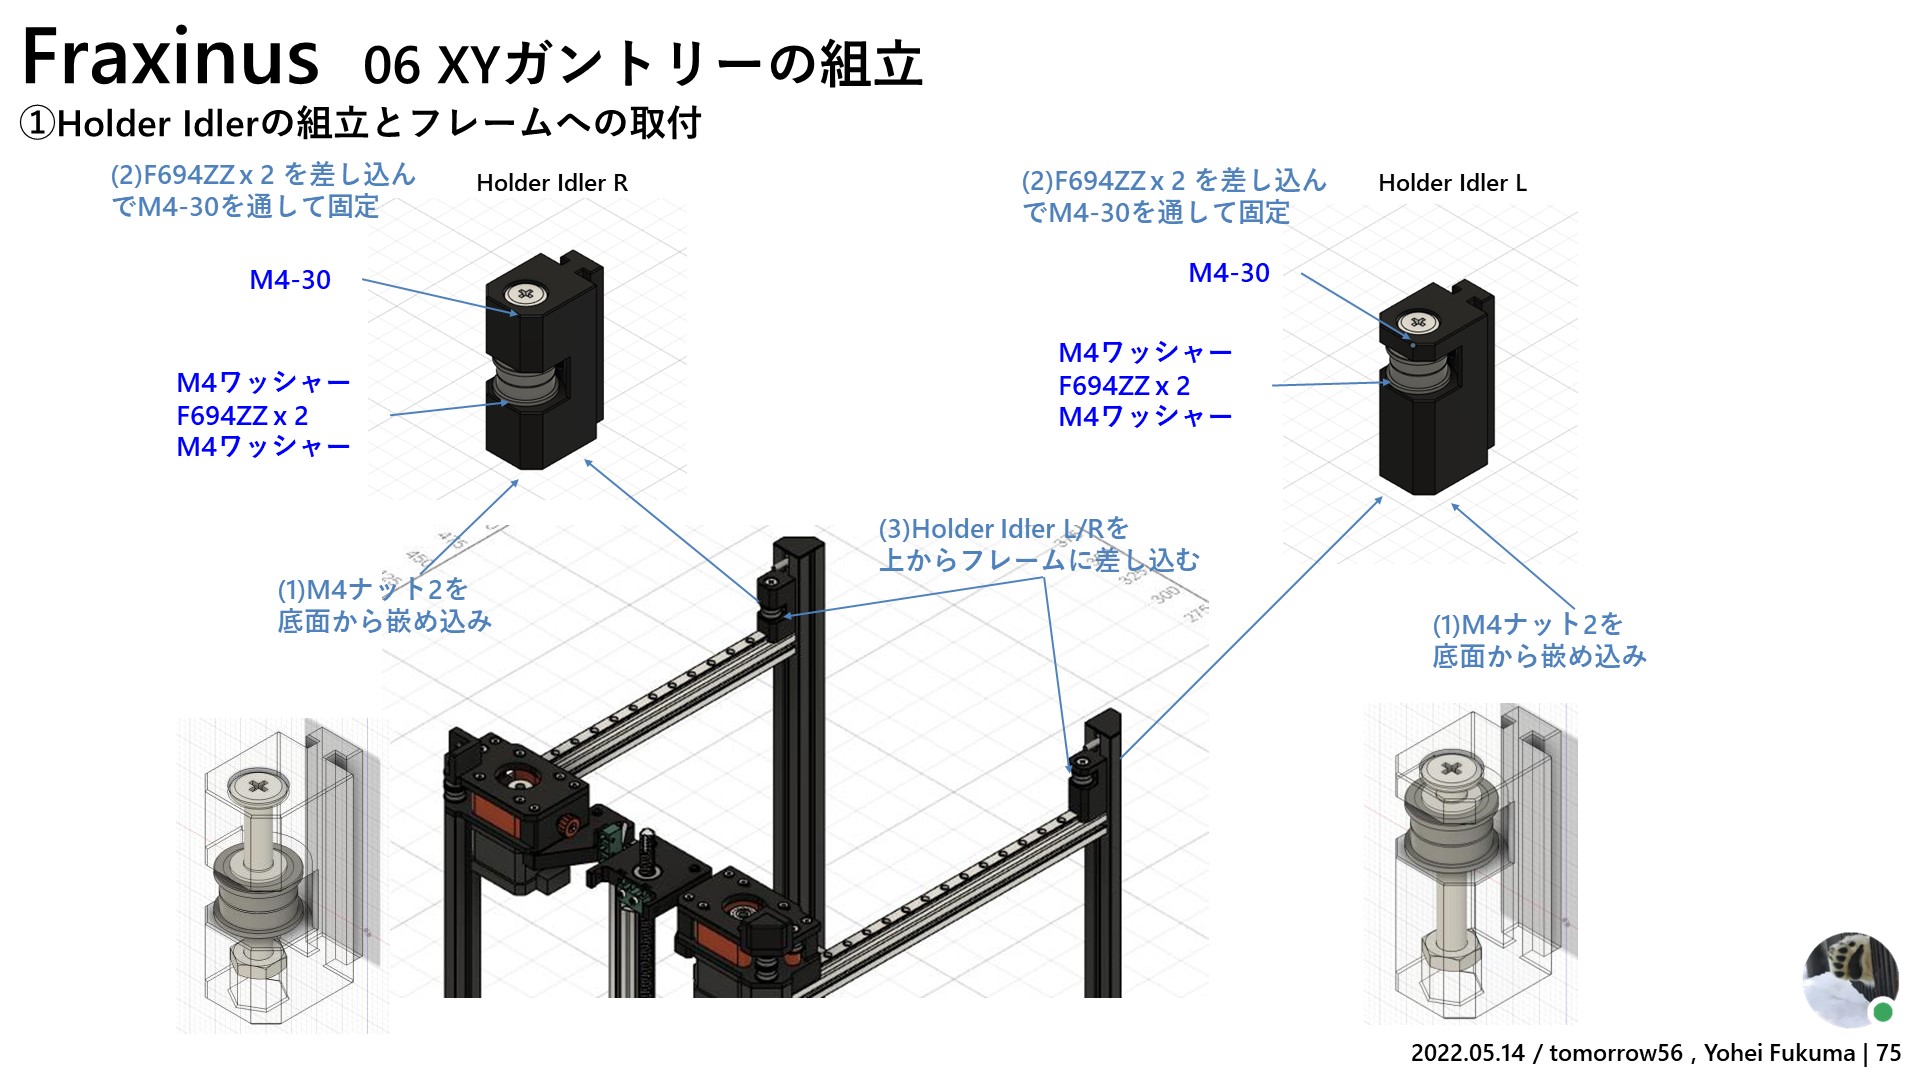 Fraxinus 06 XYガントリーの組立
①Holder Idlerの組立とフレームへの取付
(2)F694ZZ x 2 を差し込ん
でM4-30を通して固定
Holder Idler R
M4-30
M4ワッシャー
F694ZZ x 2
M4ワッシャー
(1)M4ナット2を
底面から嵌め込み
(3)Holder Idler L/Rを
上からフレームに差し込む
(2)F694ZZ x 2 を差し込ん
でM4-30を通して固定
Holder Idler L
M4-30
M4ワッシャー
F694ZZ x 2
M4ワッシャー
(1)M4ナット2を
底面から嵌め込み
475
450
325
300
275
2022.05.14 / tomorrow56 , Yohei Fukuma | 75